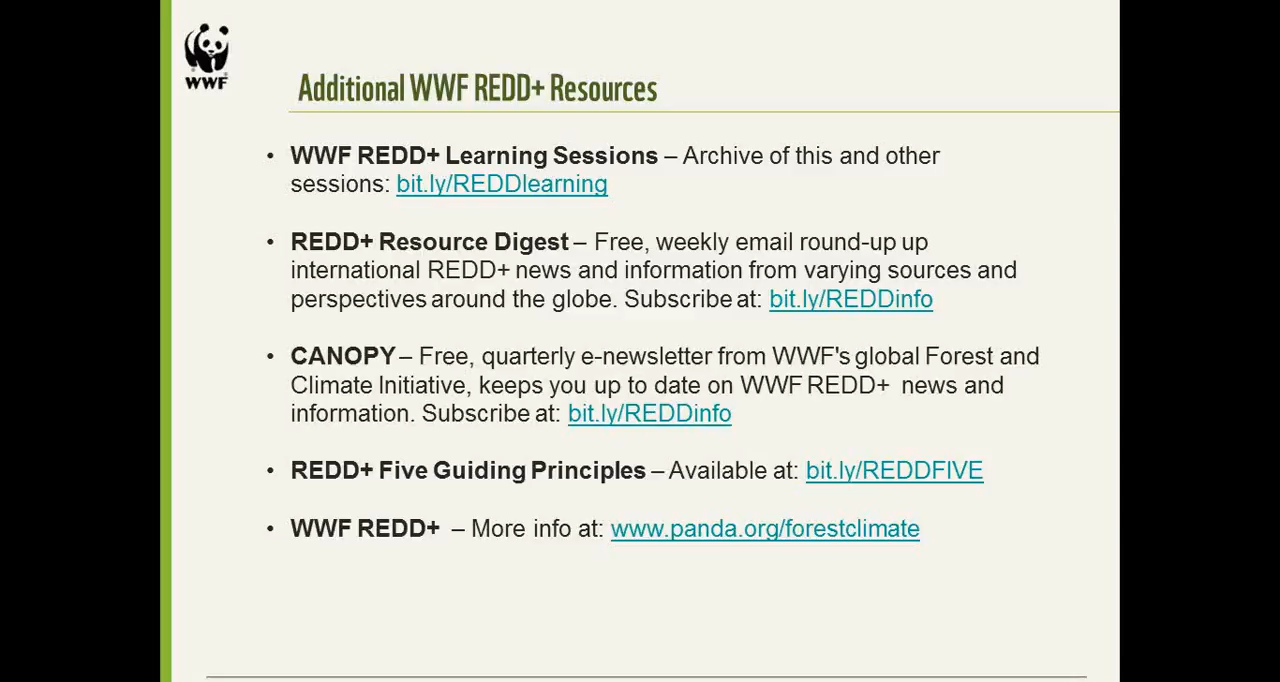 WWF
Additional WWF REDD+ Resources
• WWF REDD+ Learning Sessions – Archive of this and other
sessions: bit.ly/REDDlearning
• REDD+ Resource Digest – Free, weekly email round-up up
international REDD+ news and information from varying sources and
perspectives around the globe. Subscribe at: bit.ly/REDDinfo
• CANOPY – Free, quarterly e-newsletter from WWF's global Forest and
Climate Initiative, keeps you up to date on WWF REDD+ news and
information. Subscribe at: bit.ly/REDDinfo
• REDD+ Five Guiding Principles – Available at: bit.ly/REDDFIVE
• WWF REDD+ – More info at: www.panda.org/forestclimate